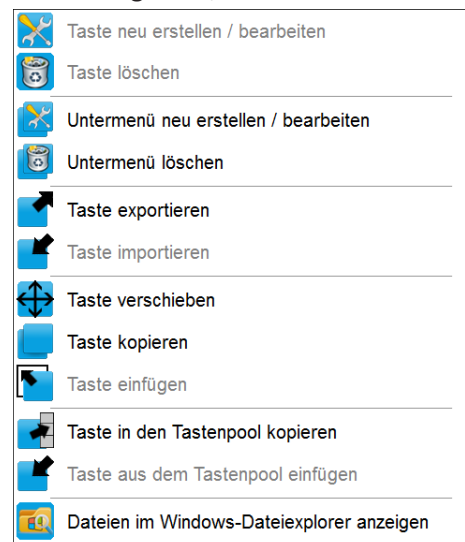 Taste neu erstellen / bearbeiten
Taste löschen
Untermenü neu erstellen / bearbeiten
Untermenü löschen
Taste exportieren
Taste importieren
Taste verschieben
Taste kopieren
Taste einfügen
Taste in den Tastenpool kopieren
Taste aus dem Tastenpool einfügen
Dateien im Windows-Dateiexplorer anzeigen